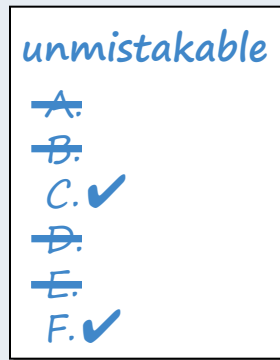 unmistakable
A.
B.
C. ✔
D.
E.
F. ✔